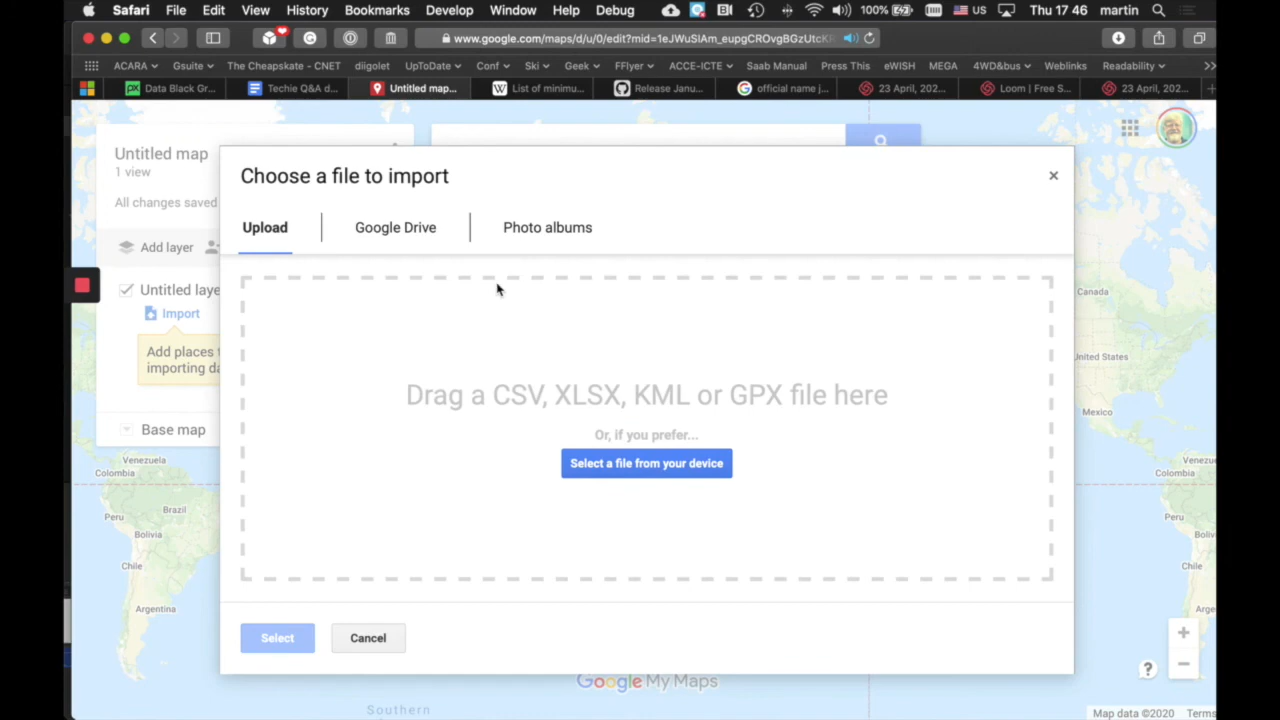 Safari File Edit View History Bookmarks Develop Window Help Debug 100% US Thu 17 46 martin
www.google.com/maps/d/u/0/edit?mid=1eJWuSIAm_eupgCROvgBGzUtcKR
ACARA Gsuite The Cheapskate - CNET diigolet UpToDate Conf Ski Geek FFlyer ACCE-ICTE Saab Manual Press This eWISH MEGA 4WD&bus Weblinks Readability >>
Data Black Gr... Techie Q&A d... Untitled map... List of minimu... Release Janu... official name j... 23 April, 202... Loom | Free S... 23 April, 202...
Untitled map
1 view
All changes saved
Add layer
Untitled laye
Import
Add places t
importing da
Base map
Choose a file to import
×
Upload Google Drive Photo albums
Drag a CSV, XLSX, KML or GPX file here
Or, if you prefer...
Select a file from your device
Select Cancel
Canada
United States
Mexico
Venezuela
Colombia
Peru
Brazil
Bolivia
Chile
Argentina
Venezu
Colombia
Peru
Boliv
Chile
Arge
Google My Maps
Southern
Map data ©2020 Terms